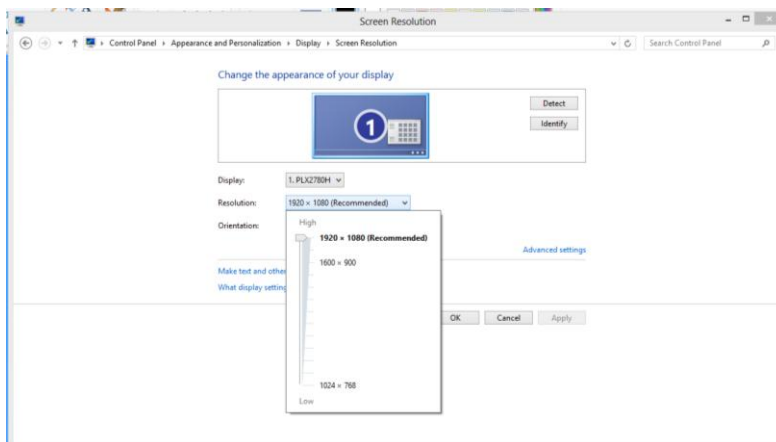 Screen Resolution
Control Panel › Appearance and Personalization › Display › Screen Resolution
Search Control Panel
Change the appearance of your display
1
Detect
Identify
Display: 1. PLX2780H
Resolution: 1920 × 1080 (Recommended)
Orientation:
High
1920 × 1080 (Recommended)
1600 × 900
Advanced settings
Make text and other
What display setting
OK Cancel Apply
1024 × 768
Low